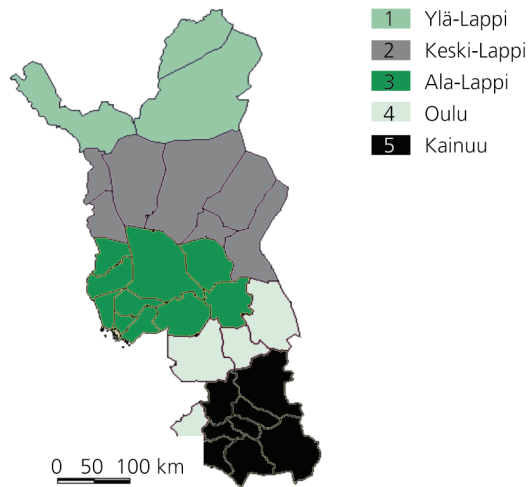 1 Ylä-Lappi
2 Keski-Lappi
3 Ala-Lappi
4 Oulu
5 Kainuu
0 50 100 km